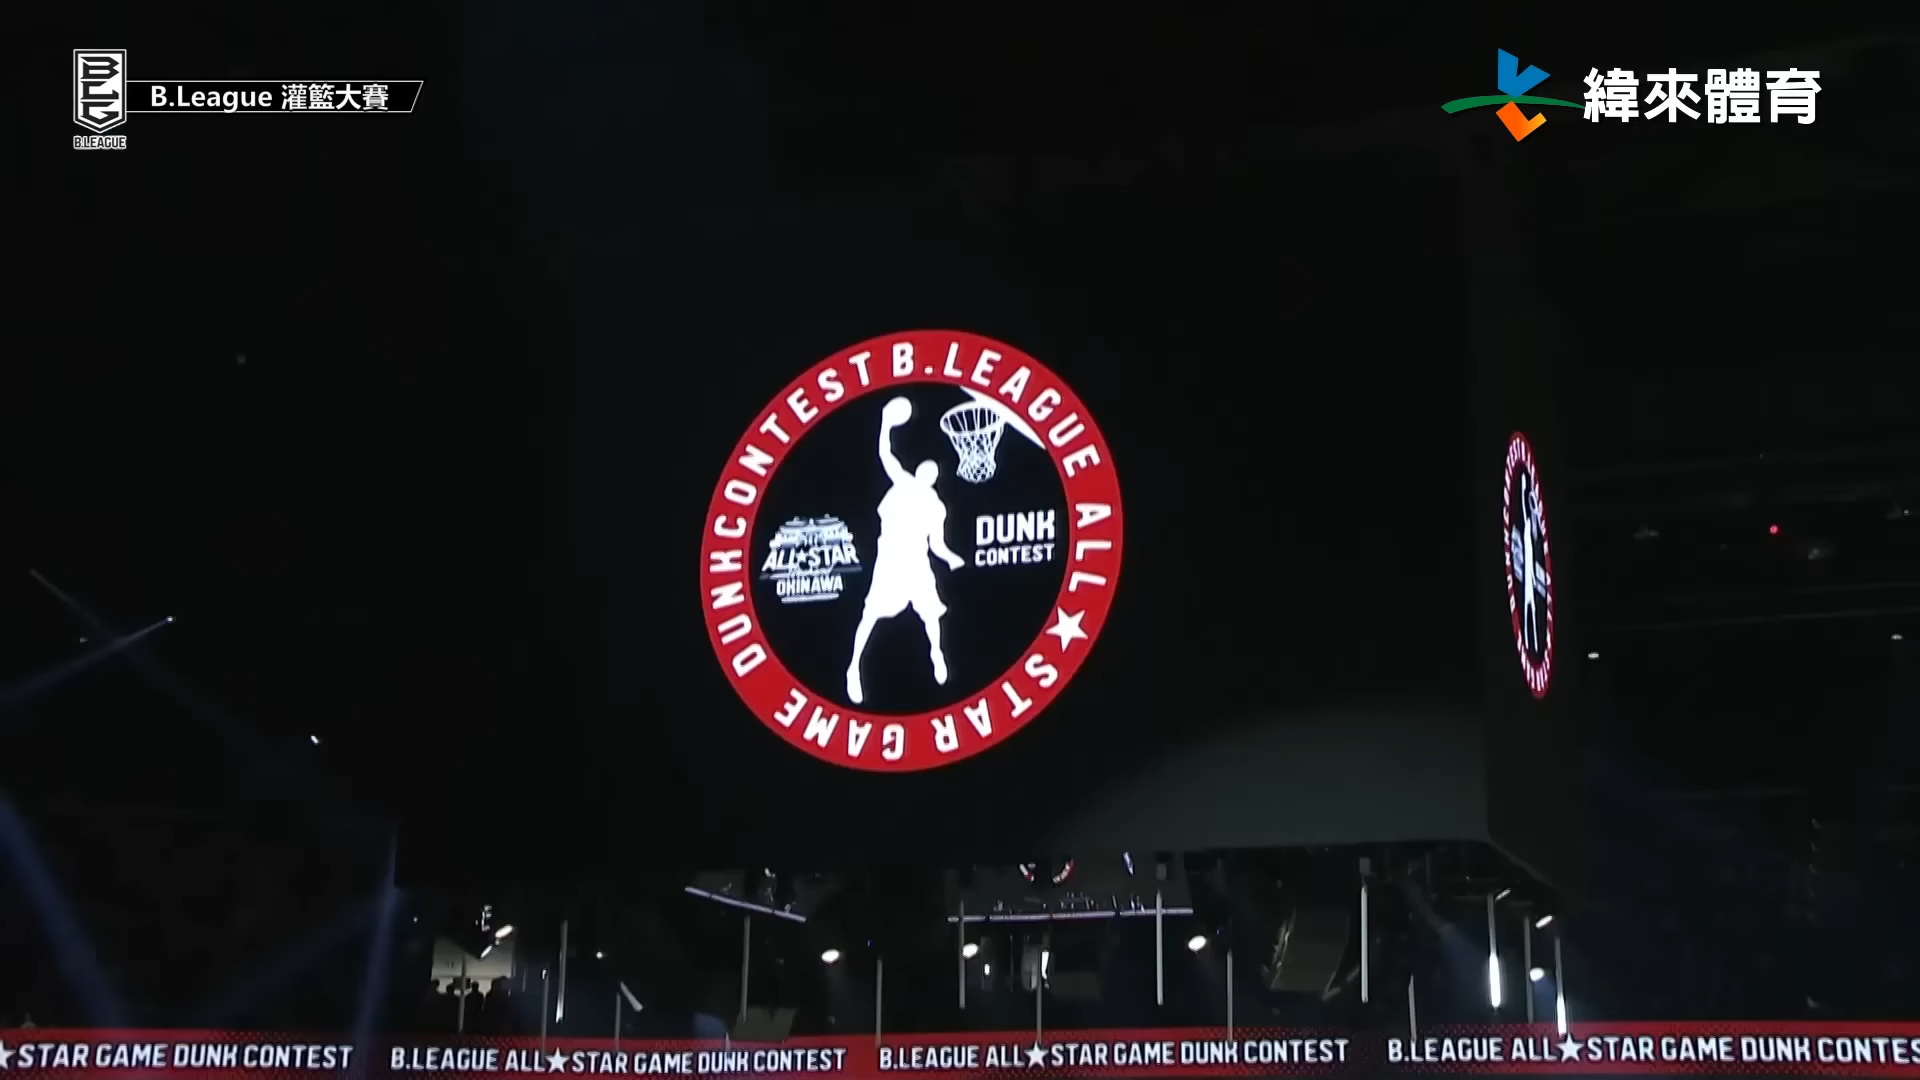 B.LEAGUE
B.League 灌籃大賽
緯來體育
B.LEAGUE ALL★STAR GAME DUNK CONTEST
ALL★STAR
OKINAWA
DUNK
CONTEST
★STAR GAME DUNK CONTEST B.LEAGUE ALL★STAR GAME DUNK CONTEST B.LEAGUE ALL★STAR GAME DUNK CONTEST B.LEAGUE ALL★STAR GAME DUNK CONTES